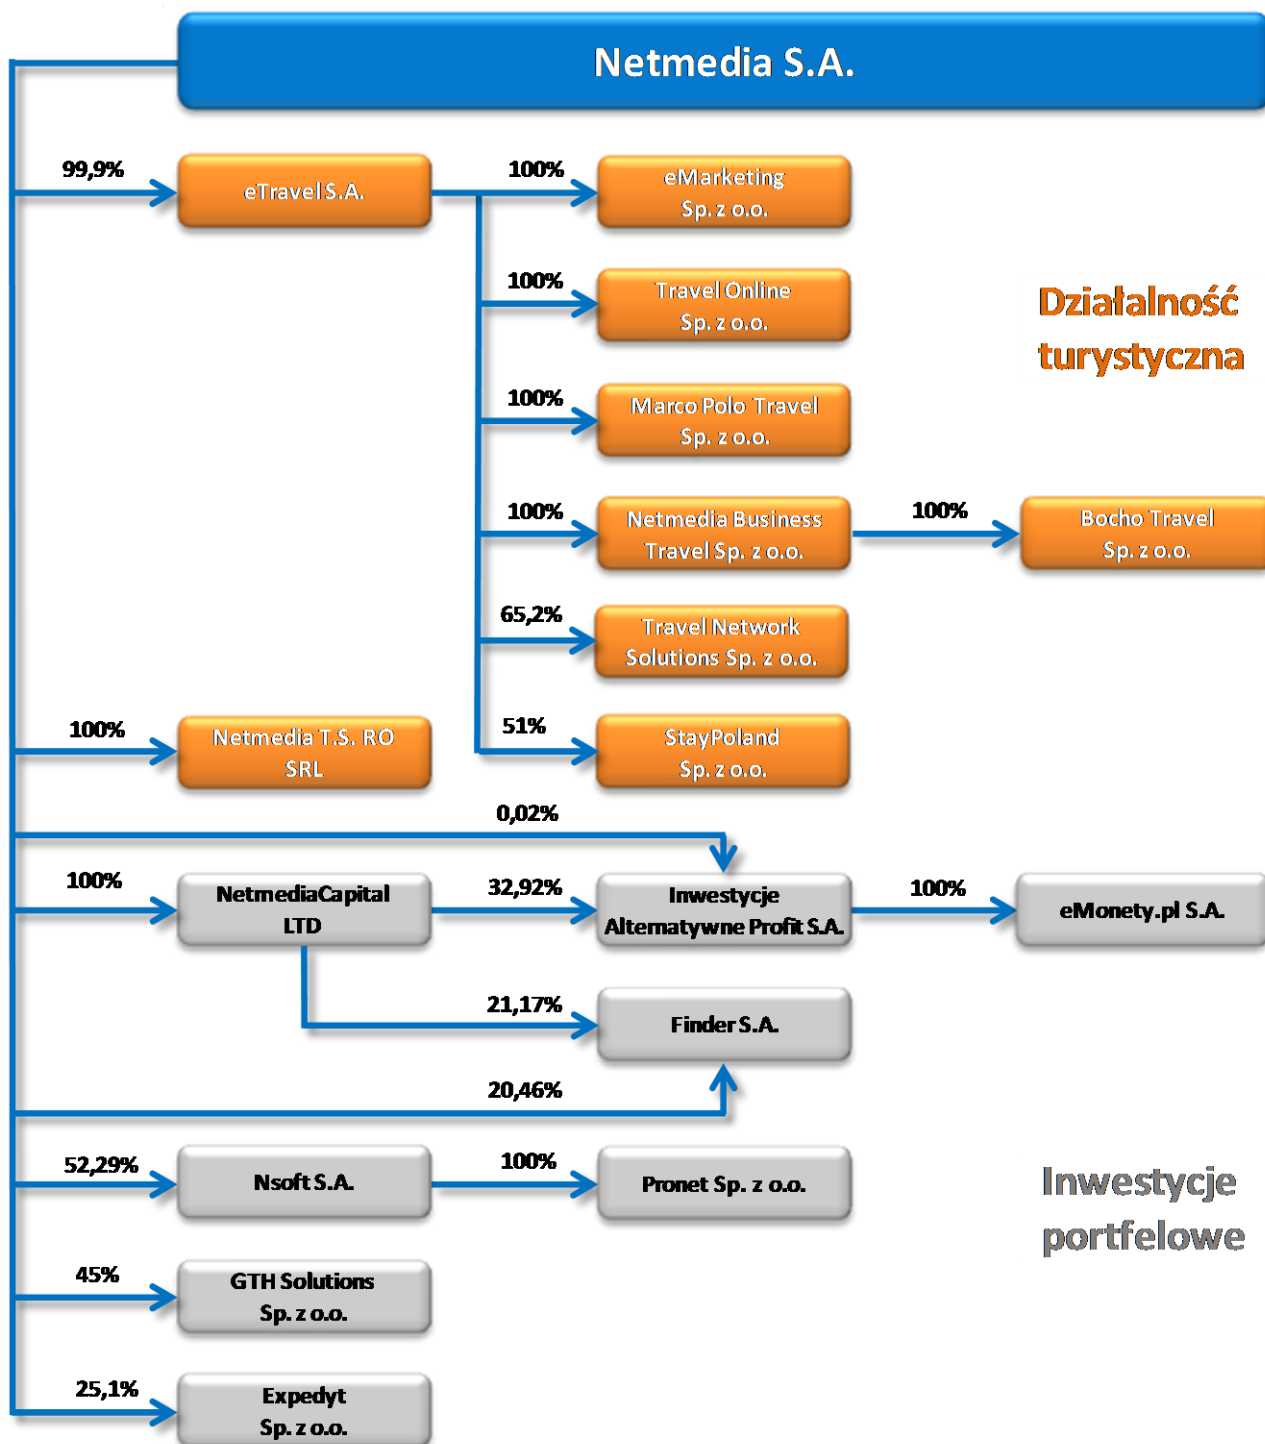 Netmedia S.A.
99,9%
eTravel S.A.
100%
eMarketing
Sp. z o.o.
100%
Travel Online
Sp. z o.o.
Działalność
turystyczna
100%
Marco Polo Travel
Sp. z o.o.
100%
Netmedia Business
Travel Sp. z o.o.
100%
Bocho Travel
Sp. z o.o.
65,2%
Travel Network
Solutions Sp. z o.o.
100%
Netmedia T.S. RO
SRL
51%
StayPoland
Sp. z o.o.
0,02%
100%
NetmediaCapital
LTD
32,92%
Inwestycje
Alternatywne Profit S.A.
100%
eMonety.pl S.A.
21,17%
Finder S.A.
20,46%
52,29%
Nsoft S.A.
100%
Pronet Sp. z o.o.
Inwestycje
portfelowe
45%
GTH Solutions
Sp. z o.o.
25,1%
Expedyt
Sp. z o.o.